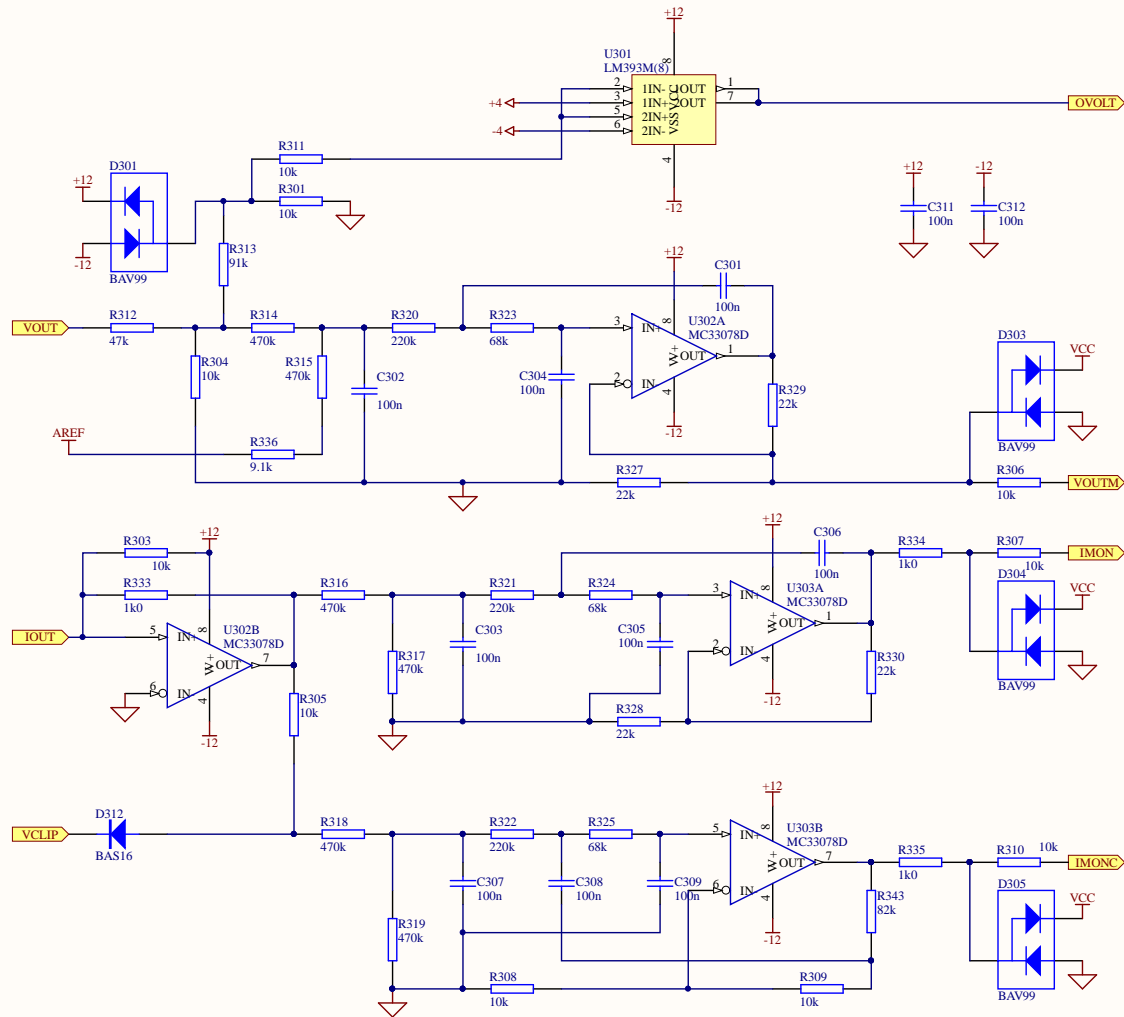 +12
U301
LM393M(8)
8
2 1IN- 1OUT 1
3 1IN+ 2OUT 7
5 2IN+
6 2IN-
VSS VCC
4
-12
+4
-4
OVOLT
R311
10k
R301
10k
D301
+12
-12
BAV99
R313
91k
+12
C311
100n
-12
C312
100n
VOUT
R312
47k
R314
470k
R320
220k
R323
68k
C301
100n
+12
U302A
MC33078D
3 IN+
8
W+
OUT 1
2 IN-
4
-12
R304
10k
R315
470k
C302
100n
C304
100n
R329
22k
D303
VCC
BAV99
AREF
R336
9.1k
R327
22k
R306
10k
VOUTM
R303
10k
+12
R333
1k0
IOUT
U302B
MC33078D
5 IN+
8
W+
OUT 7
6 IN-
4
-12
R316
470k
R321
220k
R324
68k
C306
100n
+12
U303A
MC33078D
3 IN+
8
W+
OUT 1
2 IN-
4
-12
R334
1k0
R307
10k
IMON
D304
VCC
BAV99
R317
470k
C303
100n
C305
100n
R330
22k
R305
10k
R328
22k
VCLIP
D312
BAS16
R318
470k
R322
220k
R325
68k
+12
U303B
MC33078D
5 IN+
8
W+
OUT 7
6 IN-
4
-12
R335
1k0
R310
10k
IMONC
D305
VCC
BAV99
C307
100n
C308
100n
C309
100n
R343
82k
R319
470k
R308
10k
R309
10k